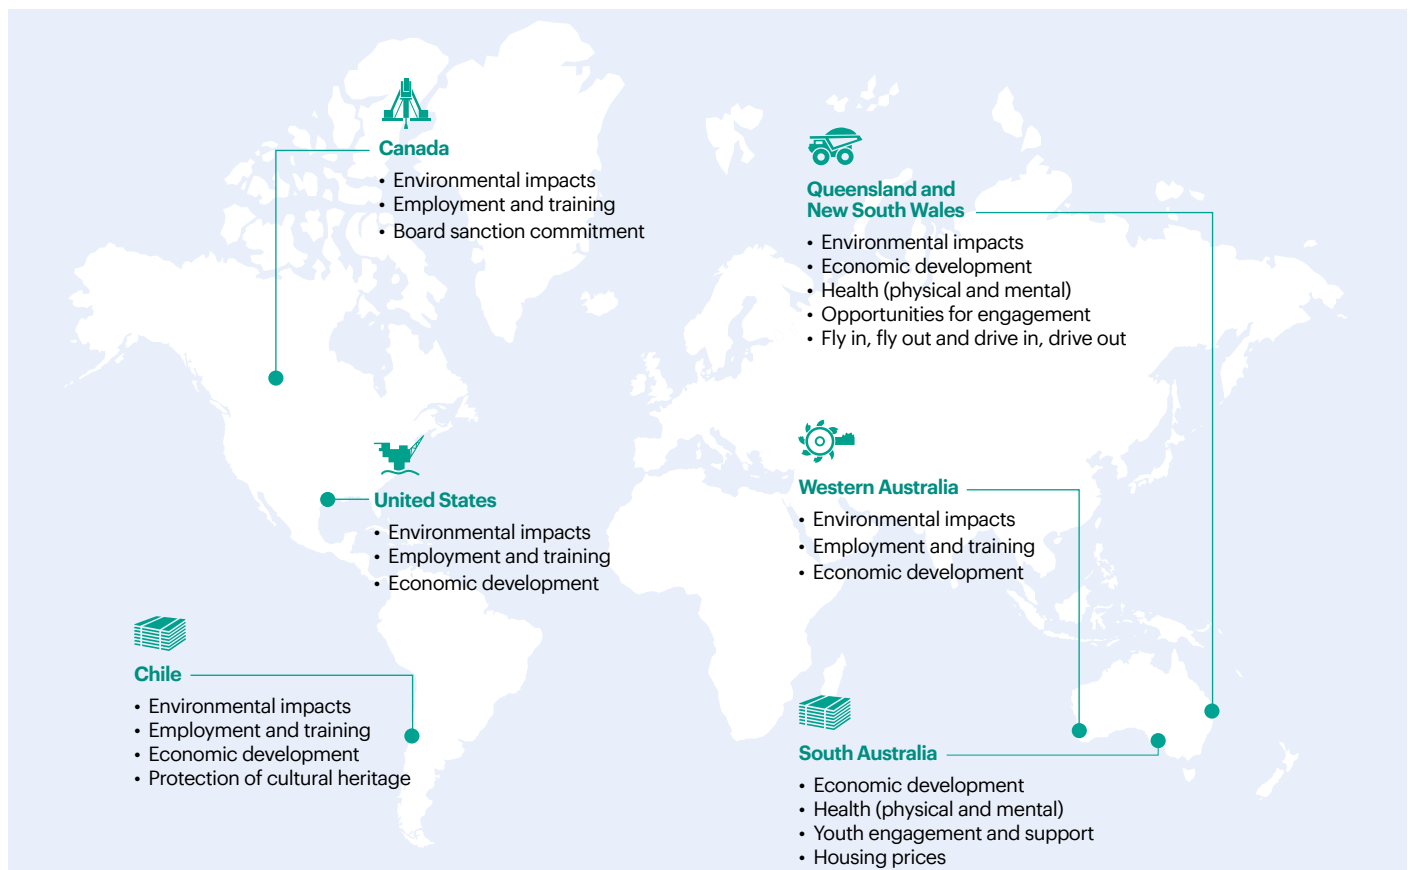 Canada
• Environmental impacts
• Employment and training
• Board sanction commitment
United States
• Environmental impacts
• Employment and training
• Economic development
Chile
• Environmental impacts
• Employment and training
• Economic development
• Protection of cultural heritage
Queensland and
New South Wales
• Environmental impacts
• Economic development
• Health (physical and mental)
• Opportunities for engagement
• Fly in, fly out and drive in, drive out
Western Australia
• Environmental impacts
• Employment and training
• Economic development
South Australia
• Economic development
• Health (physical and mental)
• Youth engagement and support
• Housing prices